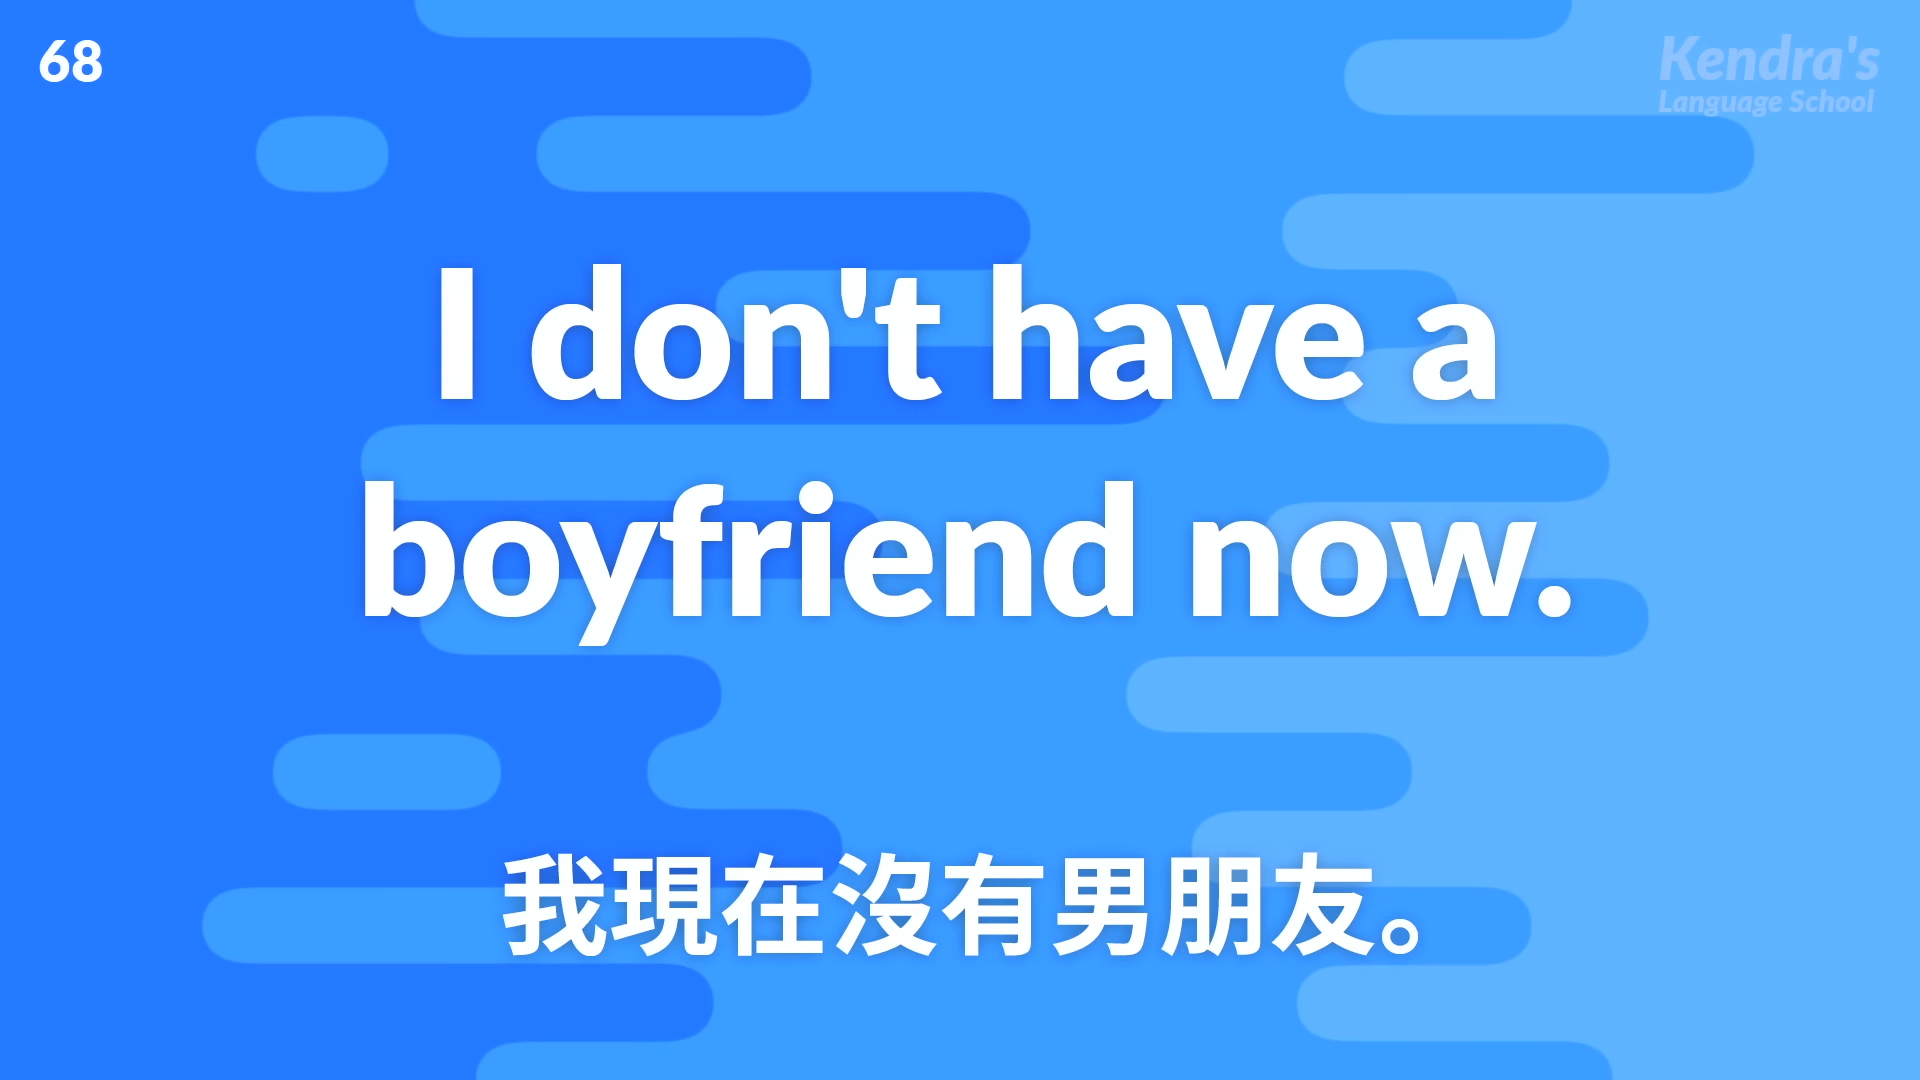 68
Kendra's
Language School
I don't have a
boyfriend now.
我現在沒有男朋友。